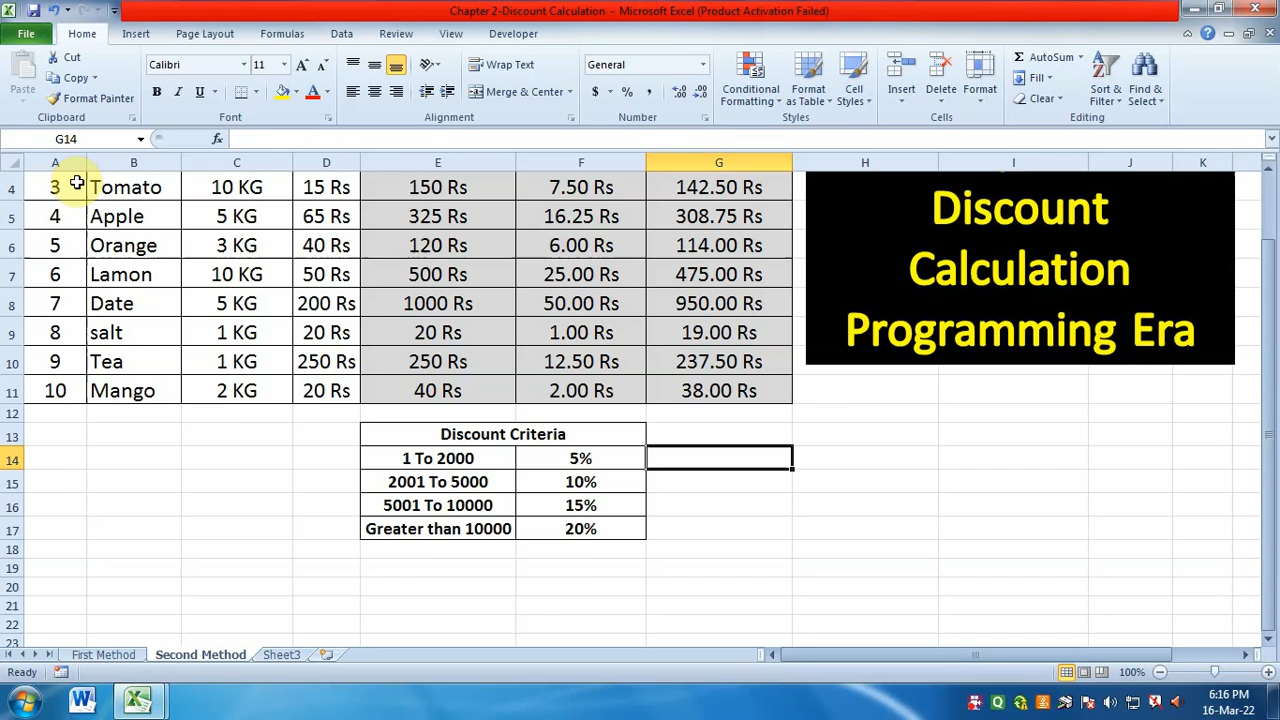 Chapter 2-Discount Calculation - Microsoft Excel (Product Activation Failed)
File Home Insert Page Layout Formulas Data Review View Developer
Paste Cut Copy Format Painter Clipboard
Calibri 11 B I U A Font
Wrap Text Merge & Center Alignment
General $ % , Number
Conditional Formatting Format as Table Cell Styles Styles
Insert Delete Format Cells
Σ AutoSum Fill Clear Sort & Filter Find & Select Editing
G14 fx
A B C D E F G H I J K
4 3 Tomato 10 KG 15 Rs 150 Rs 7.50 Rs 142.50 Rs
5 4 Apple 5 KG 65 Rs 325 Rs 16.25 Rs 308.75 Rs
6 5 Orange 3 KG 40 Rs 120 Rs 6.00 Rs 114.00 Rs
7 6 Lamon 10 KG 50 Rs 500 Rs 25.00 Rs 475.00 Rs
8 7 Date 5 KG 200 Rs 1000 Rs 50.00 Rs 950.00 Rs
9 8 salt 1 KG 20 Rs 20 Rs 1.00 Rs 19.00 Rs
10 9 Tea 1 KG 250 Rs 250 Rs 12.50 Rs 237.50 Rs
11 10 Mango 2 KG 20 Rs 40 Rs 2.00 Rs 38.00 Rs
Discount
Calculation
Programming Era
12
13 Discount Criteria
14 1 To 2000 5%
15 2001 To 5000 10%
16 5001 To 10000 15%
17 Greater than 10000 20%
18
19
20
21
22
23
First Method Second Method Sheet3
Ready 100%
6:16 PM
16-Mar-22